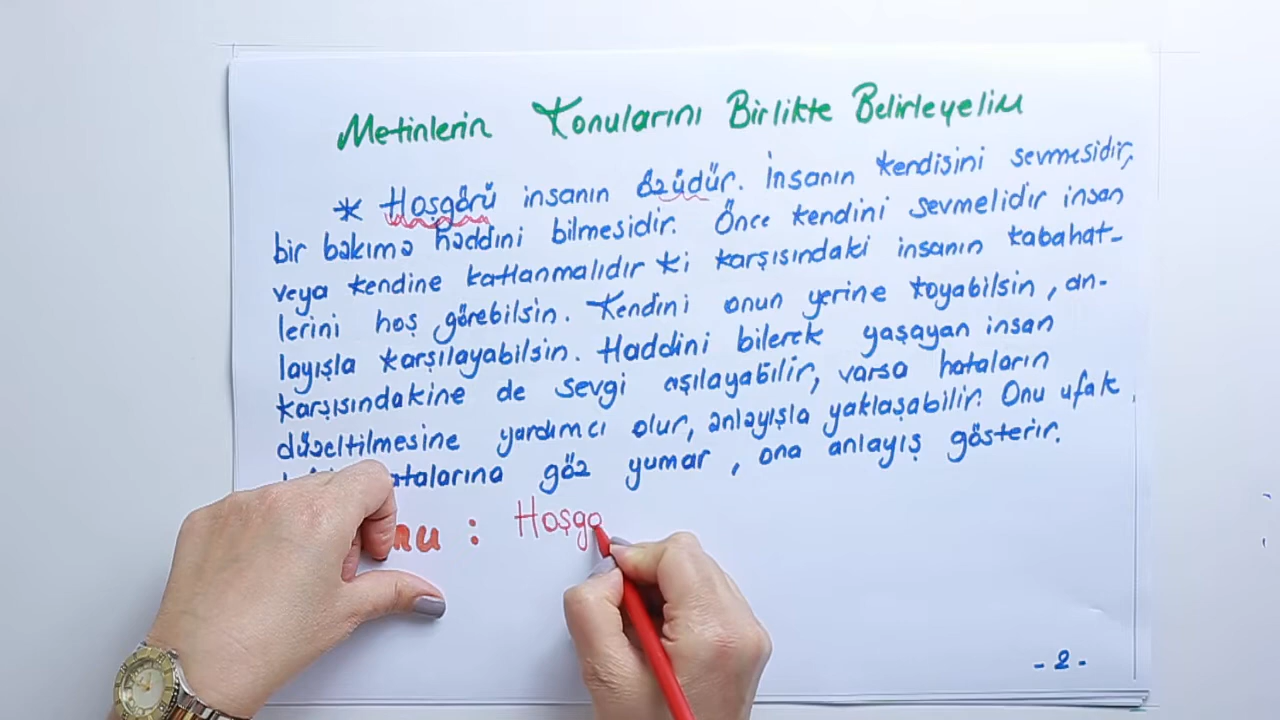 Metinlerin Konularını Birlikte Belirleyelim
* Hoşgörü insanın özüdür. İnsanın kendisini sevmesidir,
bir bakıma haddini bilmesidir. Önce kendini sevmelidir insan
veya kendine katlanmalıdır ki karşısındaki insanın kabahat-
lerini hoş görebilsin. Kendini onun yerine koyabilsin, an-
layışla karşılayabilsin. Haddini bilerek yaşayan insan
karşısındakine de sevgi aşılayabilir, varsa hataların
düzeltilmesine yardımcı olur, anlayışla yaklaşabilir. Onu ufak
göz yumar, ona anlayış gösterir.
: Hoşgo
- 2 -